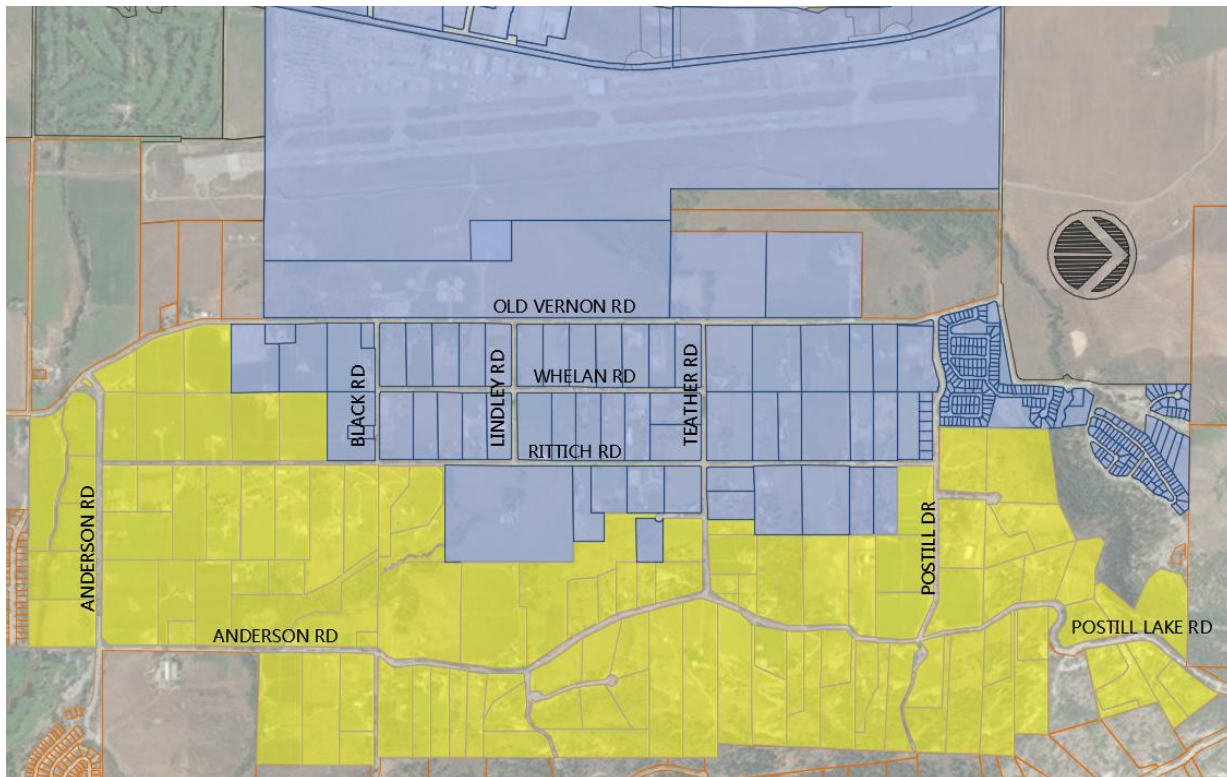 OLD VERNON RD
WHELAN RD
BLACK RD
LINDLEY RD
TEATHER RD
RITTICH RD
ANDERSON RD
POSTILL DR
ANDERSON RD
POSTILL LAKE RD